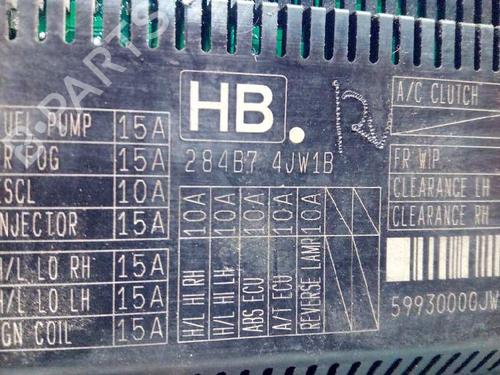 A/C CLUTCH
HB.
UEL PUMP 15A
R FOG 15A
284B7 4JW1B
FR WIP
ESCL 10A
CLEARANCE LH
NJECTOR 15A
CLEARANCE RH
H/L LO RH 15A
H/L LO LH 15A
GN COIL 15A
10A 10A 10A 10A 10A
H/L HI RH
H/L HI LH
ABS ECU
A/T ECU
REVERSE LAMP
5993000GJW